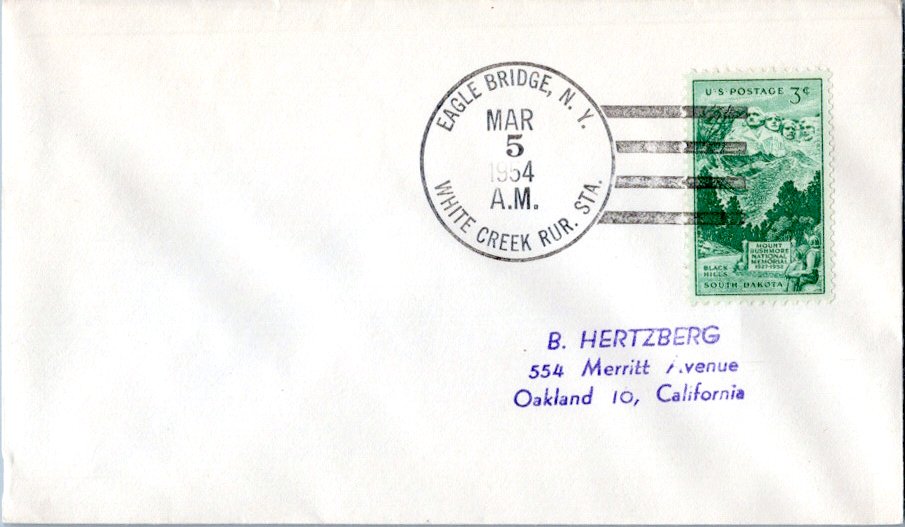 EAGLE BRIDGE, N. Y.
MAR
5
1954
A.M.
WHITE CREEK RUR. STA.
U·S·POSTAGE 3¢
MOUNT
RUSHMORE
NATIONAL
MEMORIAL
1927-1952
BLACK
HILLS
SOUTH DAKOTA
B. HERTZBERG
554 Merritt Avenue
Oakland 10, California